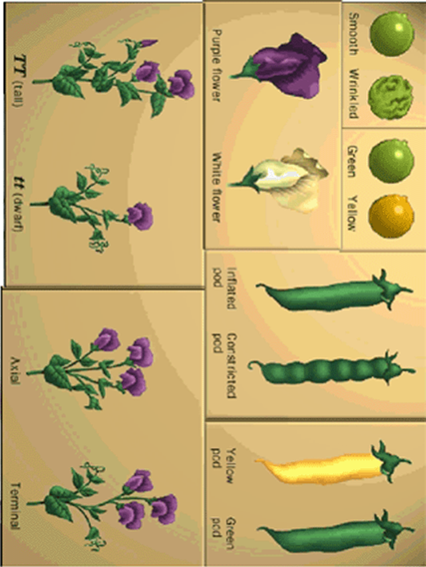 Smooth Wrinkled
Green Yellow
Purple flower
White flower
Inflated
pod
Constricted
pod
Yellow
pod
Green
pod
TT (tall)
tt (dwarf)
Axial
Terminal